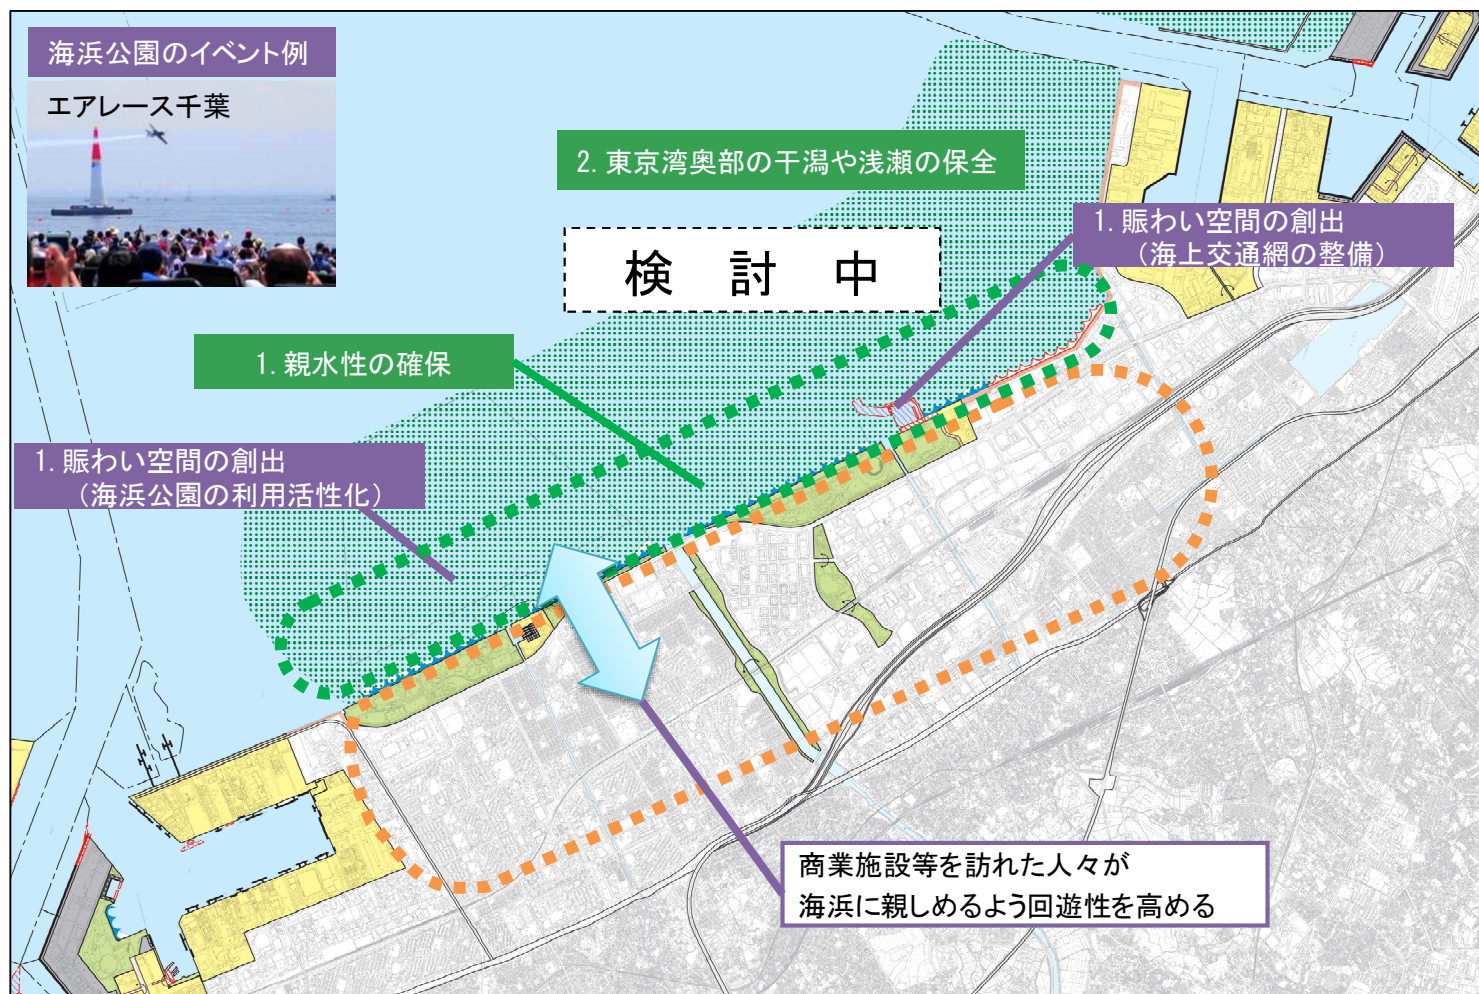 海浜公園のイベント例
エアレース千葉
2. 東京湾奥部の干潟や浅瀬の保全
1. 賑わい空間の創出
（海上交通網の整備）
検 討 中
1. 親水性の確保
1. 賑わい空間の創出
（海浜公園の利用活性化）
商業施設等を訪れた人々が
海浜に親しめるよう回遊性を高める